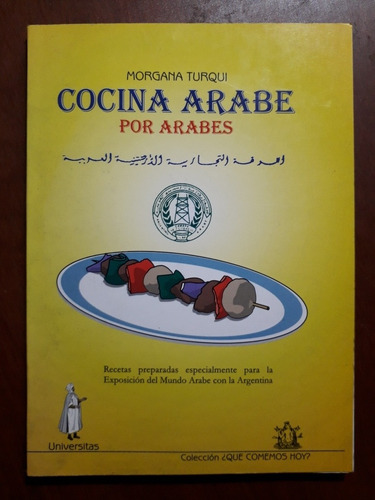 MORGANA TURQUI
COCINA ARABE
POR ARABES
الغرفة التجارية الأرجنتينية العربية
Recetas preparadas especialmente para la
Exposición del Mundo Arabe con la Argentina
Universitas
Colección ¿QUE COMEMOS HOY?